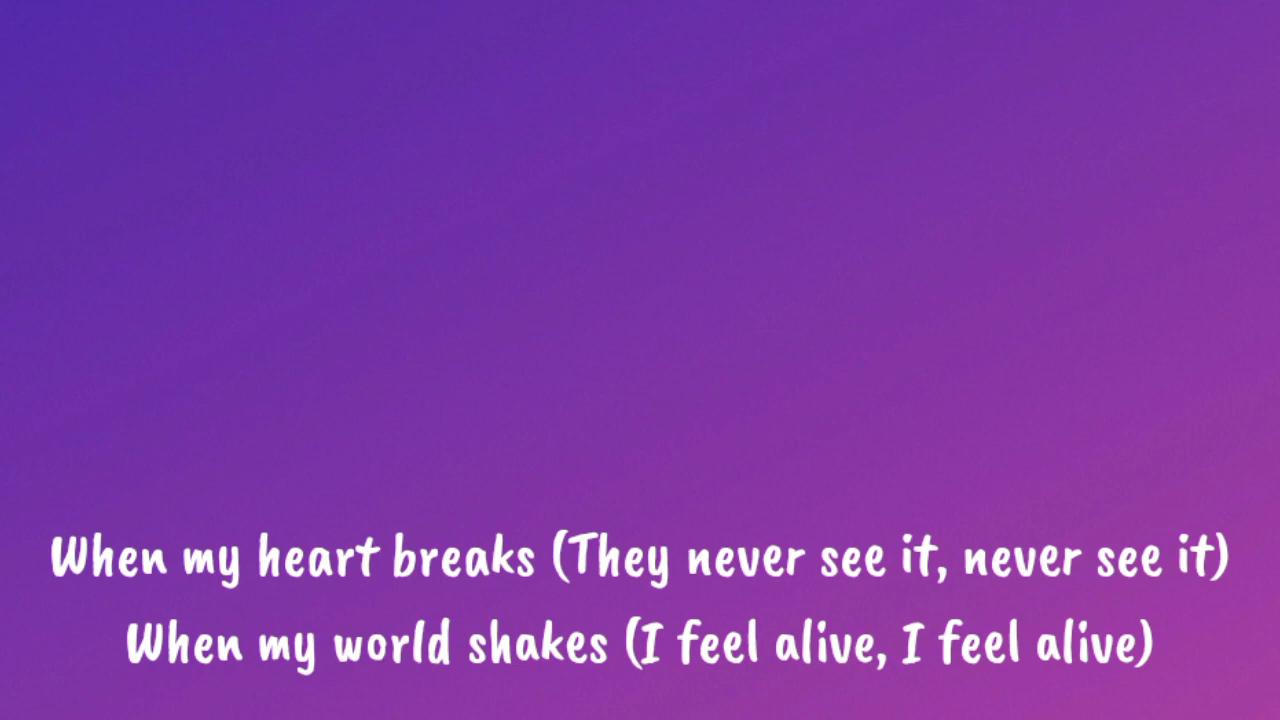 When my heart breaks (They never see it, never see it)
When my world shakes (I feel alive, I feel alive)